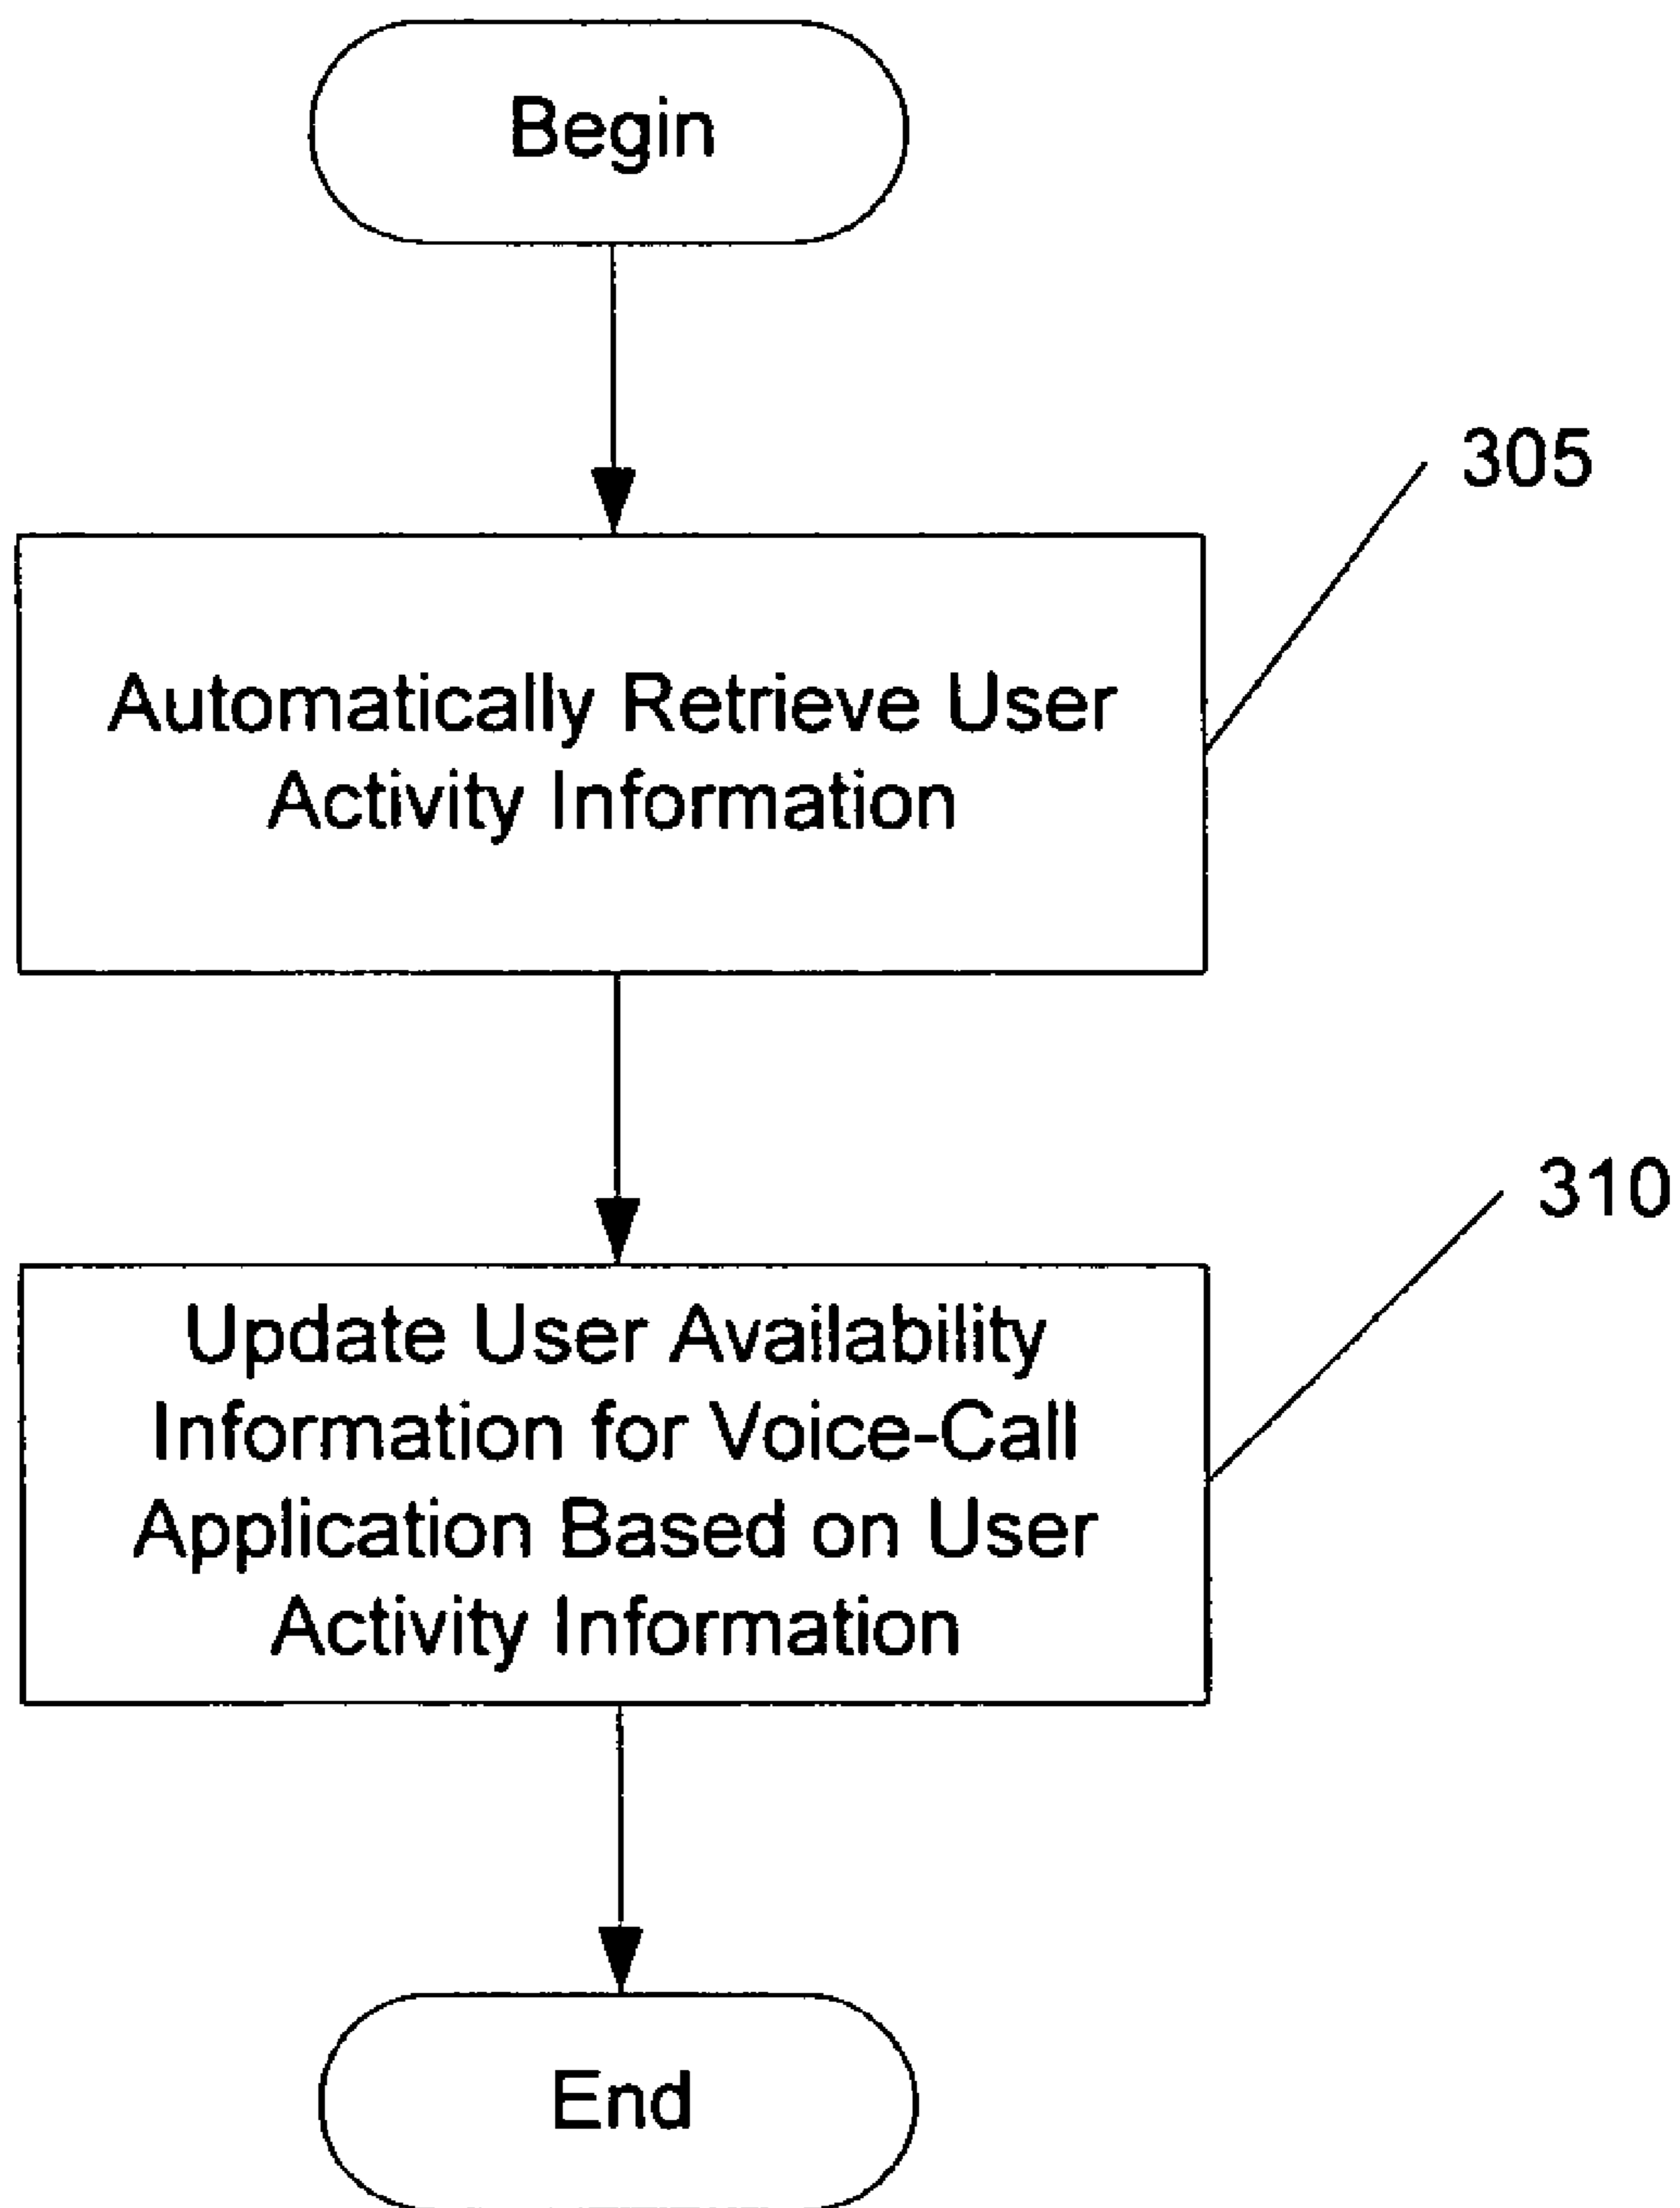 Begin
305
Automatically Retrieve User
Activity Information
310
Update User Availability
Information for Voice-Call
Application Based on User
Activity Information
End